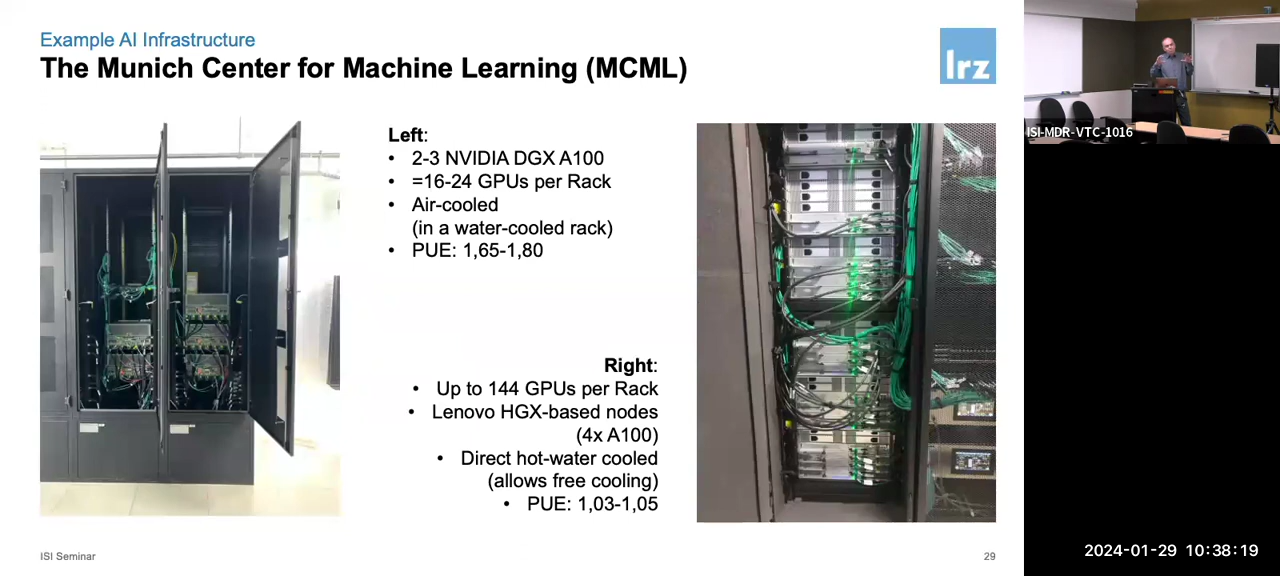 Example AI Infrastructure
The Munich Center for Machine Learning (MCML)
lrz
Left:
• 2-3 NVIDIA DGX A100
• =16-24 GPUs per Rack
• Air-cooled
(in a water-cooled rack)
• PUE: 1,65-1,80
Right:
• Up to 144 GPUs per Rack
• Lenovo HGX-based nodes
(4x A100)
• Direct hot-water cooled
(allows free cooling)
• PUE: 1,03-1,05
ISI Seminar
29
ISI-MDR-VTC-1016
2024-01-29 10:38:19